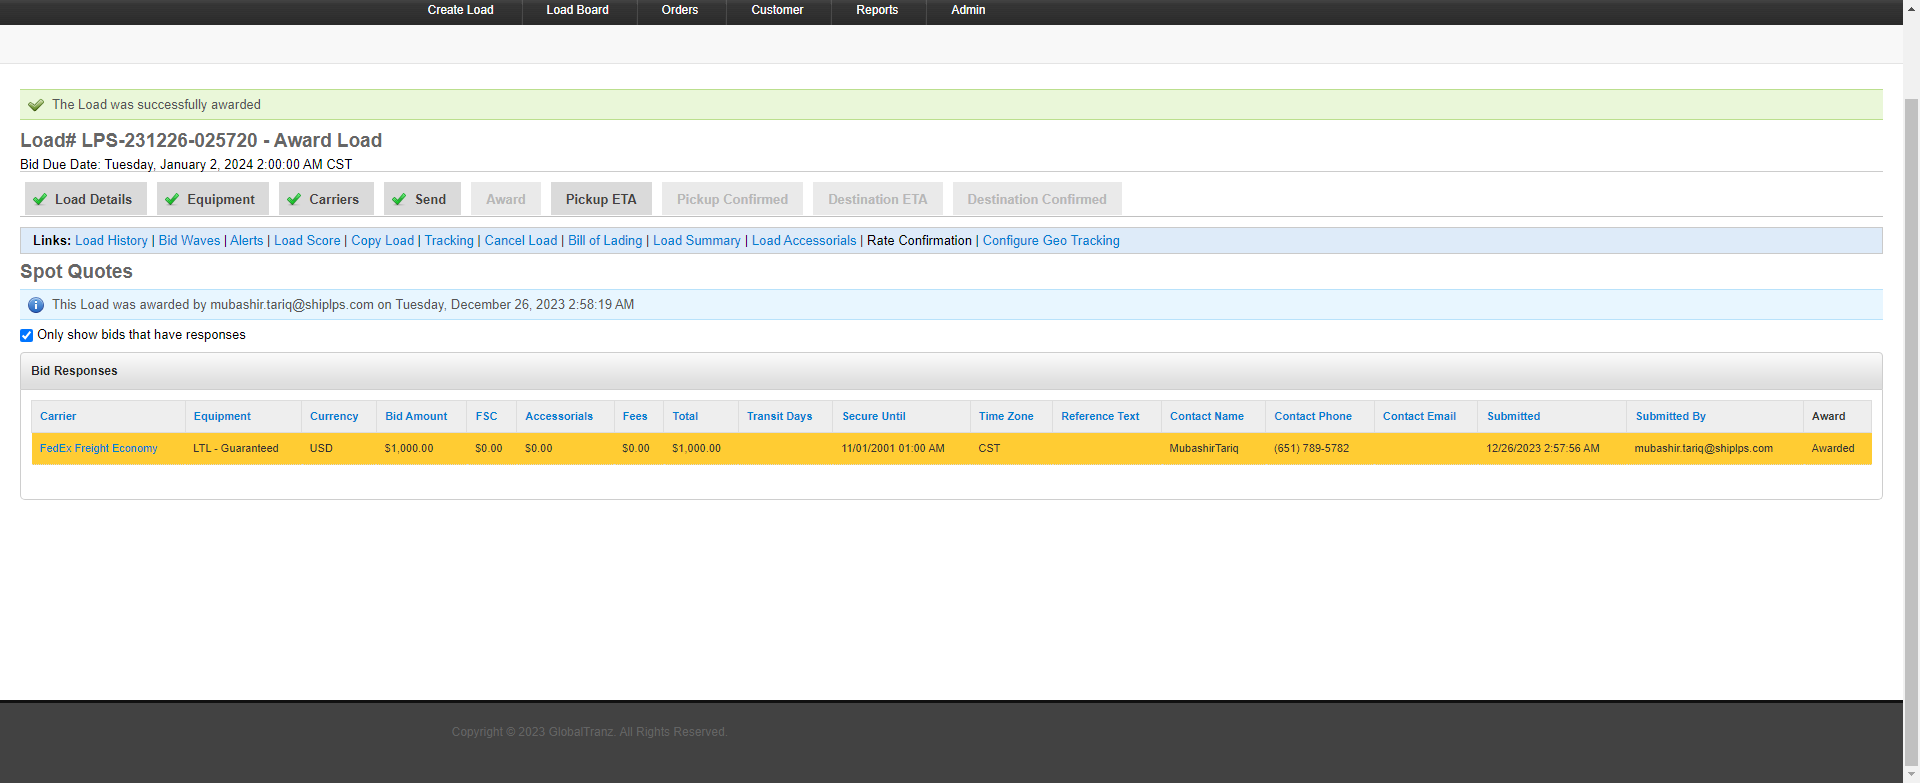 Create Load Load Board Orders Customer Reports Admin
The Load was successfully awarded
Load# LPS-231226-025720 - Award Load
Bid Due Date: Tuesday, January 2, 2024 2:00:00 AM CST
Load Details Equipment Carriers Send Award Pickup ETA Pickup Confirmed Destination ETA Destination Confirmed
Links: Load History | Bid Waves | Alerts | Load Score | Copy Load | Tracking | Cancel Load | Bill of Lading | Load Summary | Load Accessorials | Rate Confirmation | Configure Geo Tracking
Spot Quotes
This Load was awarded by mubashir.tariq@shiplps.com on Tuesday, December 26, 2023 2:58:19 AM
Only show bids that have responses
Bid Responses
Carrier Equipment Currency Bid Amount FSC Accessorials Fees Total Transit Days Secure Until Time Zone Reference Text Contact Name Contact Phone Contact Email Submitted Submitted By Award
FedEx Freight Economy LTL - Guaranteed USD $1,000.00 $0.00 $0.00 $0.00 $1,000.00 11/01/2001 01:00 AM CST MubashirTariq (651) 789-5782 12/26/2023 2:57:56 AM mubashir.tariq@shiplps.com Awarded
Copyright © 2023 GlobalTranz. All Rights Reserved.